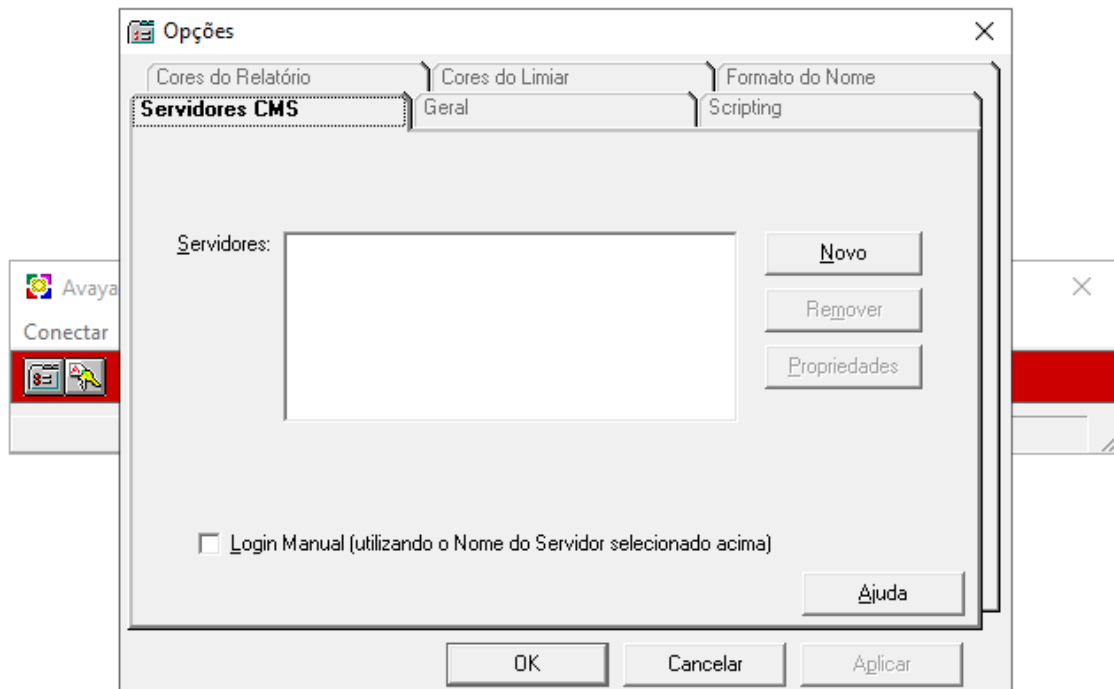 Opções
Cores do Relatório
Cores do Limiar
Formato do Nome
Servidores CMS
Geral
Scripting
Servidores:
Novo
Remover
Propriedades
Avaya
Conectar
Login Manual (utilizando o Nome do Servidor selecionado acima)
Ajuda
OK
Cancelar
Aplicar